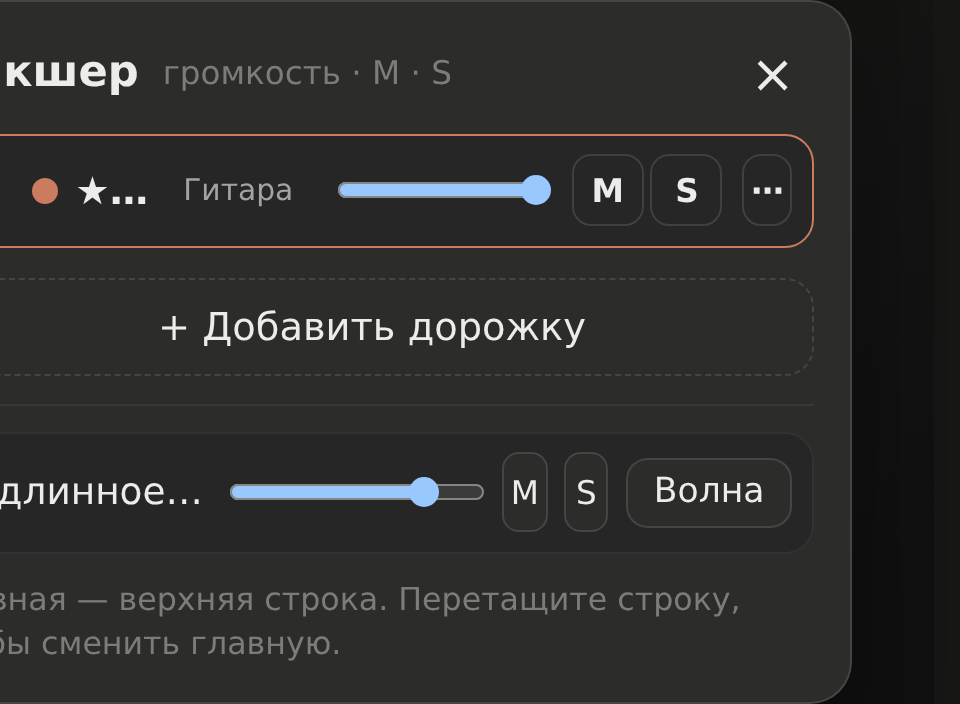 кшер громкость · M · S ×
★... Гитара M S ...
+ Добавить дорожку
длинное... M S Волна
вная — верхняя строка. Перетащите строку,
бы сменить главную.